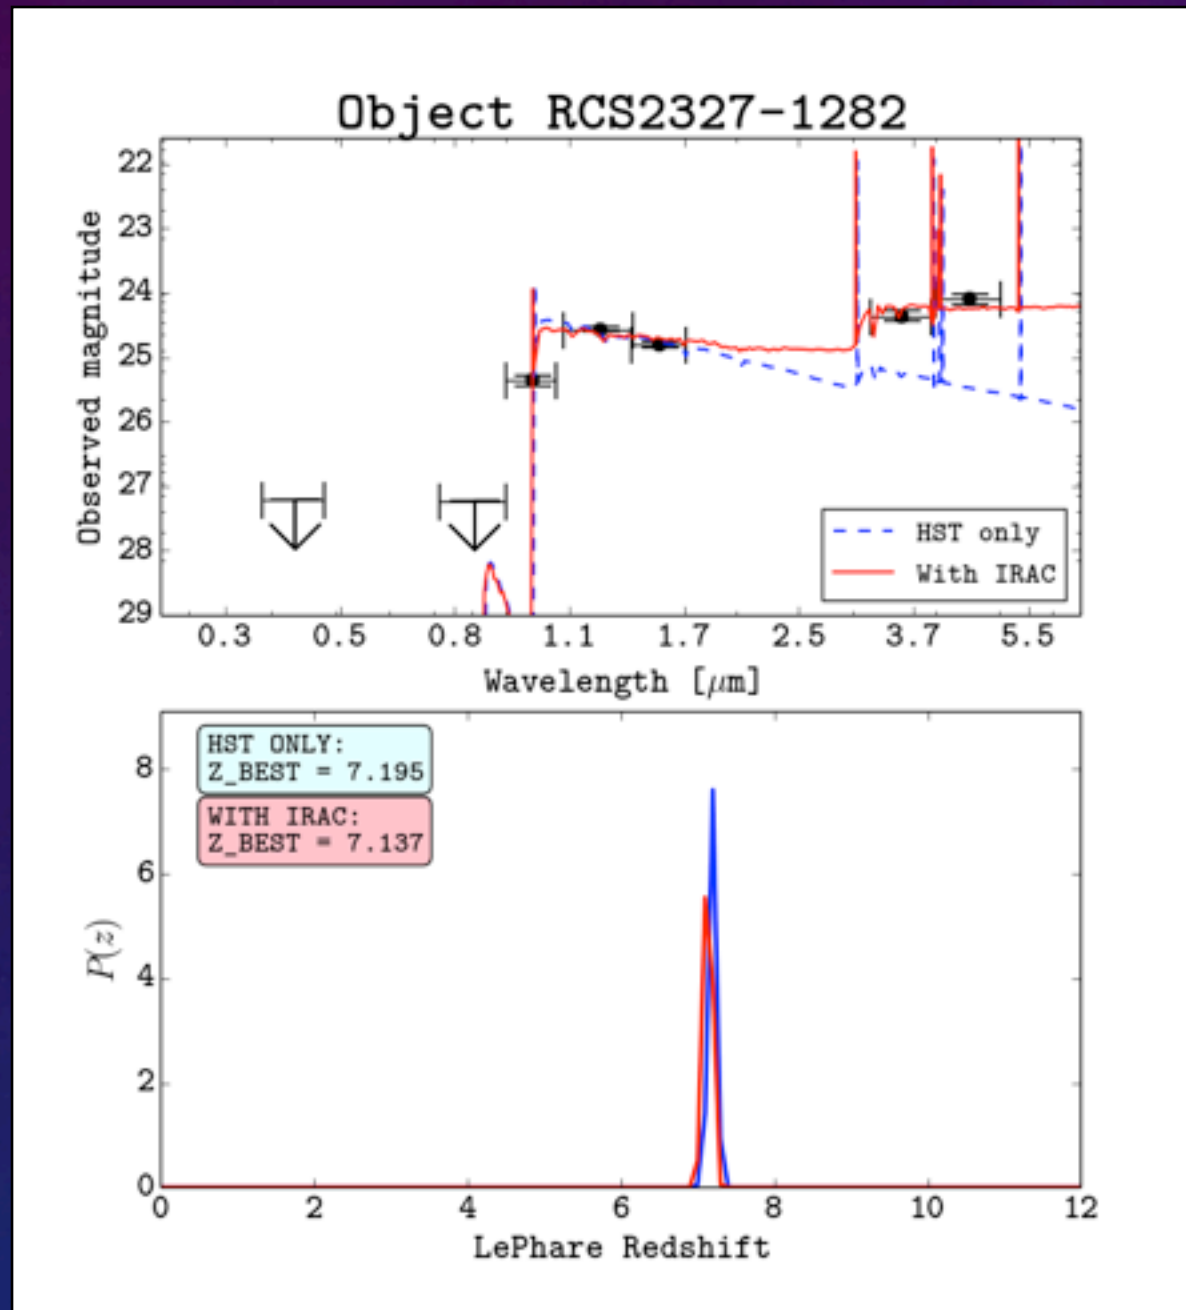 Object RCS2327-1282
Observed magnitude
22
23
24
25
26
27
28
29
HST only
With IRAC
0.3 0.5 0.8 1.1 1.7 2.5 3.7 5.5
Wavelength [μm]
HST ONLY:
Z_BEST = 7.195
WITH IRAC:
Z_BEST = 7.137
P(z)
8
6
4
2
0
0 2 4 6 8 10 12
LePhare Redshift